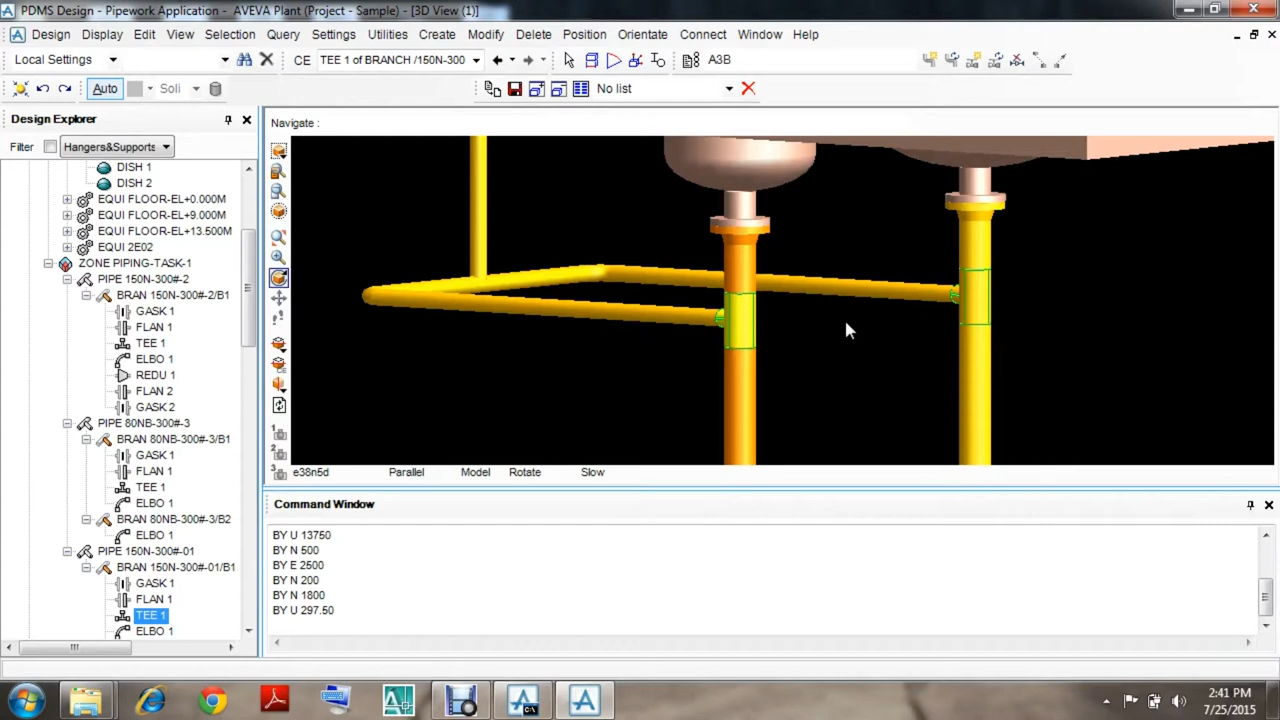 PDMS Design - Pipework Application -  AVEVA Plant (Project - Sample) - [3D View (1)]
Design Display Edit View Selection Query Settings Utilities Create Modify Delete Position Orientate Connect Window Help
Local Settings CE TEE 1 of BRANCH /150N-300 A3B
Auto Soli No list
Design Explorer
Navigate :
Filter Hangers&Supports
DISH 1
DISH 2
EQUI FLOOR-EL+0.000M
EQUI FLOOR-EL+9.000M
EQUI FLOOR-EL+13.500M
EQUI 2E02
ZONE PIPING-TASK-1
PIPE 150N-300#-2
BRAN 150N-300#-2/B1
GASK 1
FLAN 1
TEE 1
ELBO 1
REDU 1
FLAN 2
GASK 2
PIPE 80NB-300#-3
BRAN 80NB-300#-3/B1
GASK 1
FLAN 1
TEE 1
ELBO 1
BRAN 80NB-300#-3/B2
ELBO 1
PIPE 150N-300#-01
BRAN 150N-300#-01/B1
GASK 1
FLAN 1
TEE 1
ELBO 1
1
2
3
e38n5d Parallel Model Rotate Slow
Command Window
BY U 13750
BY N 500
BY E 2500
BY N 200
BY N 1800
BY U 297.50
2:41 PM
7/25/2015